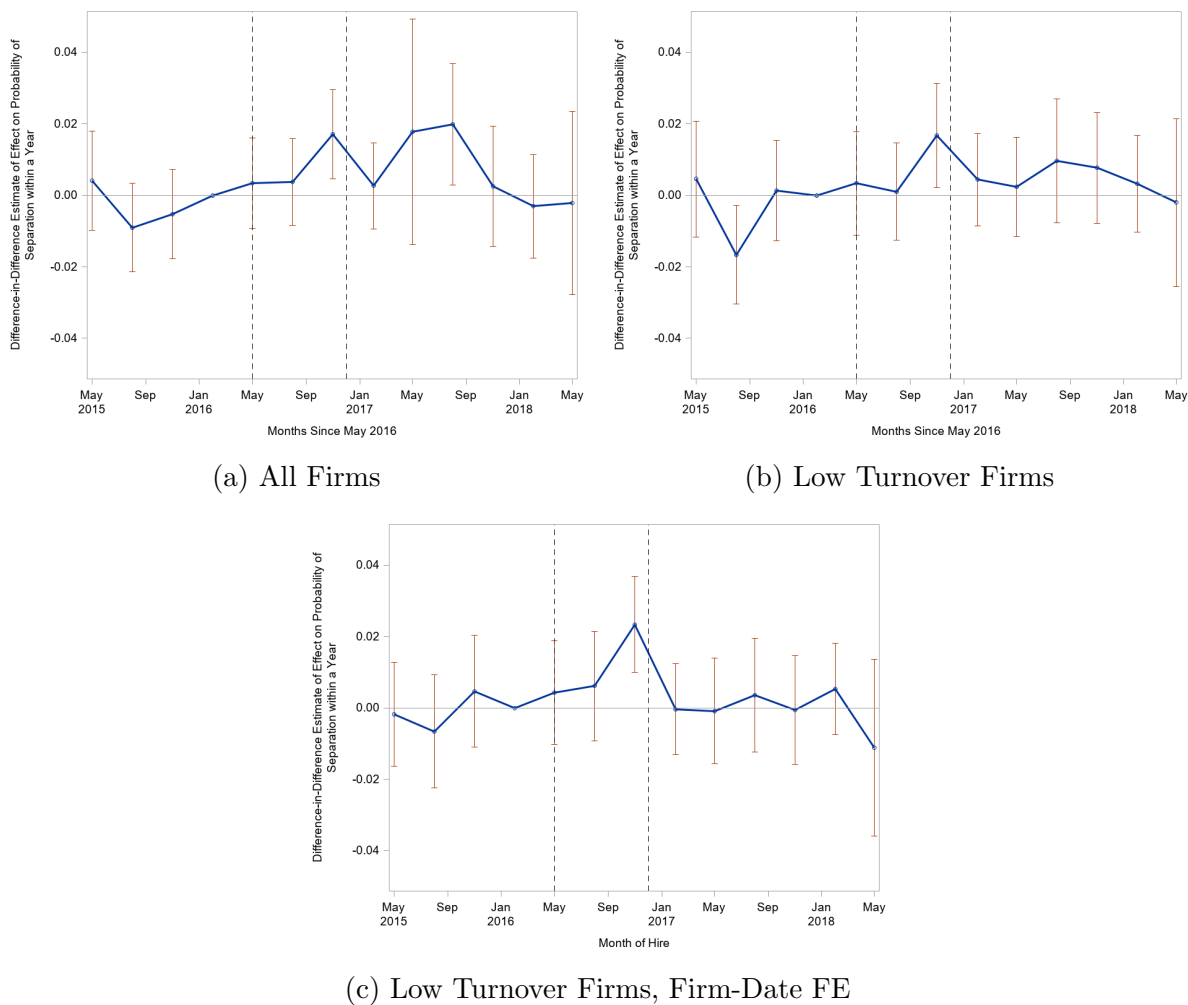 Difference-in-Difference Estimate of Effect on Probability of
Separation within a Year
0.04
0.02
0.00
-0.02
-0.04
May Sep Jan May Sep Jan May Sep Jan May
2015 2016 2017 2018
Months Since May 2016
(a) All Firms
Difference-in-Difference Estimate of Effect on Probability of
Separation within a Year
0.04
0.02
0.00
-0.02
-0.04
May Sep Jan May Sep Jan May Sep Jan May
2015 2016 2017 2018
Months Since May 2016
(b) Low Turnover Firms
Difference-in-Difference Estimate of Effect on Probability of
Separation within a Year
0.04
0.02
0.00
-0.02
-0.04
May Sep Jan May Sep Jan May Sep Jan May
2015 2016 2017 2018
Month of Hire
(c) Low Turnover Firms, Firm-Date FE